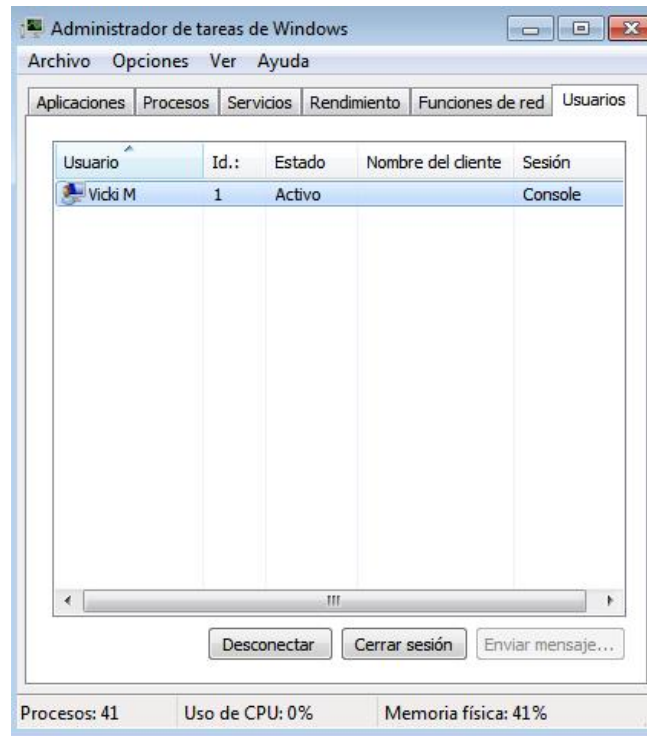 Administrador de tareas de Windows
Archivo Opciones Ver Ayuda
Aplicaciones Procesos Servicios Rendimiento Funciones de red Usuarios
Usuario Id.: Estado Nombre del cliente Sesión
Vicki M 1 Activo Console
Desconectar Cerrar sesión Enviar mensaje...
Procesos: 41 Uso de CPU: 0% Memoria física: 41%